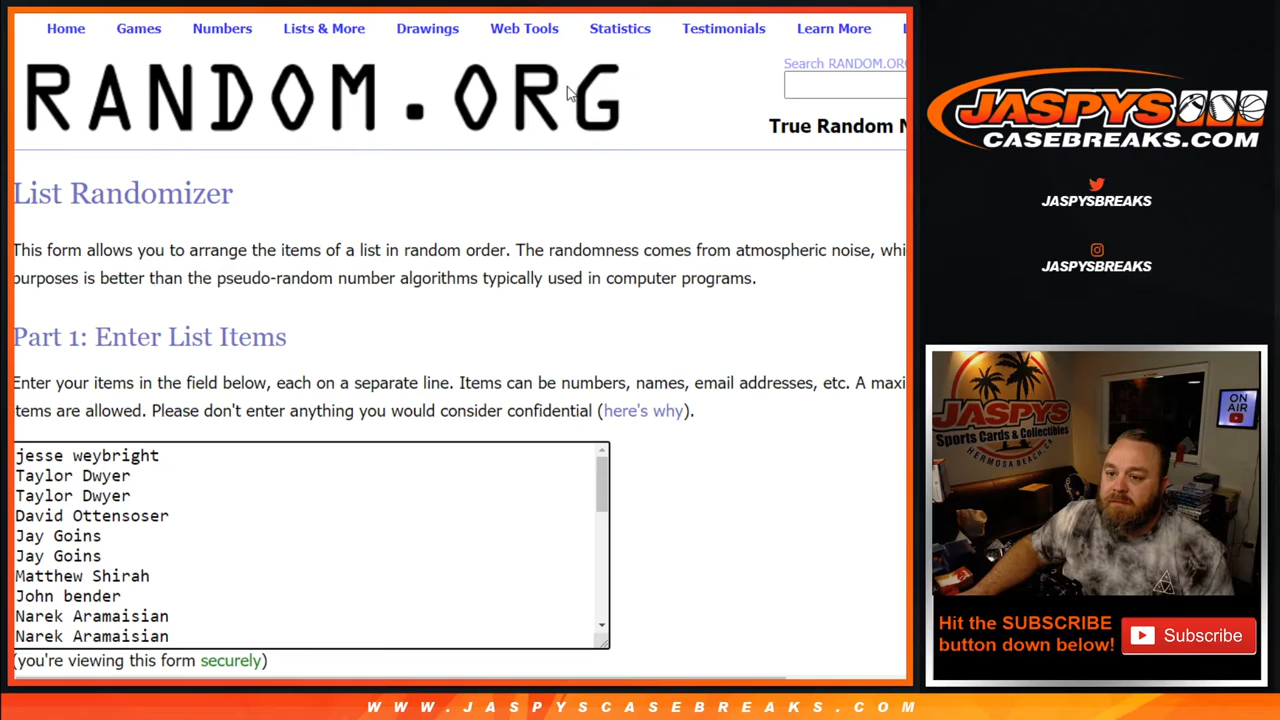 Home Games Numbers Lists & More Drawings Web Tools Statistics Testimonials Learn More
RANDOM.ORG
Search RANDOM.ORG
True Random
List Randomizer
This form allows you to arrange the items of a list in random order. The randomness comes from atmospheric noise, whi
purposes is better than the pseudo-random number algorithms typically used in computer programs.
Part 1: Enter List Items
Enter your items in the field below, each on a separate line. Items can be numbers, names, email addresses, etc. A maxi
items are allowed. Please don't enter anything you would consider confidential (here's why).
jesse weybright
Taylor Dwyer
Taylor Dwyer
David Ottensoser
Jay Goins
Jay Goins
Matthew Shirah
John bender
Narek Aramaisian
Narek Aramaisian
(you're viewing this form securely)
JASPYS
CASEBREAKS.COM
JASPYSBREAKS
JASPYSBREAKS
JASPYS
Sports Cards & Collectibles
HERMOSA BEACH, CA
ON
AIR
Hit the SUBSCRIBE
button down below!
Subscribe
WWW.JASPYSCASEBREAKS.COM